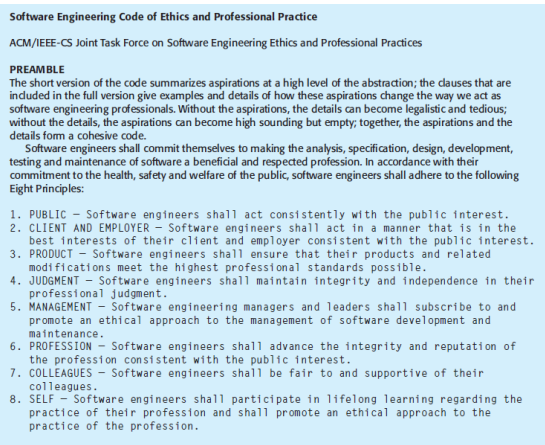 Software Engineering Code of Ethics and Professional Practice
ACM/IEEE-CS Joint Task Force on Software Engineering Ethics and Professional Practices
PREAMBLE
The short version of the code summarizes aspirations at a high level of the abstraction; the clauses that are
included in the full version give examples and details of how these aspirations change the way we act as
software engineering professionals. Without the aspirations, the details can become legalistic and tedious;
without the details, the aspirations can become high sounding but empty; together, the aspirations and the
details form a cohesive code.
Software engineers shall commit themselves to making the analysis, specification, design, development,
testing and maintenance of software a beneficial and respected profession. In accordance with their
commitment to the health, safety and welfare of the public, software engineers shall adhere to the following
Eight Principles:
1. PUBLIC — Software engineers shall act consistently with the public interest.
2. CLIENT AND EMPLOYER — Software engineers shall act in a manner that is in the
best interests of their client and employer consistent with the public interest.
3. PRODUCT — Software engineers shall ensure that their products and related
modifications meet the highest professional standards possible.
4. JUDGMENT — Software engineers shall maintain integrity and independence in their
professional judgment.
5. MANAGEMENT — Software engineering managers and leaders shall subscribe to and
promote an ethical approach to the management of software development and
maintenance.
6. PROFESSION — Software engineers shall advance the integrity and reputation of
the profession consistent with the public interest.
7. COLLEAGUES — Software engineers shall be fair to and supportive of their
colleagues.
8. SELF — Software engineers shall participate in lifelong learning regarding the
practice of their profession and shall promote an ethical approach to the
practice of the profession.